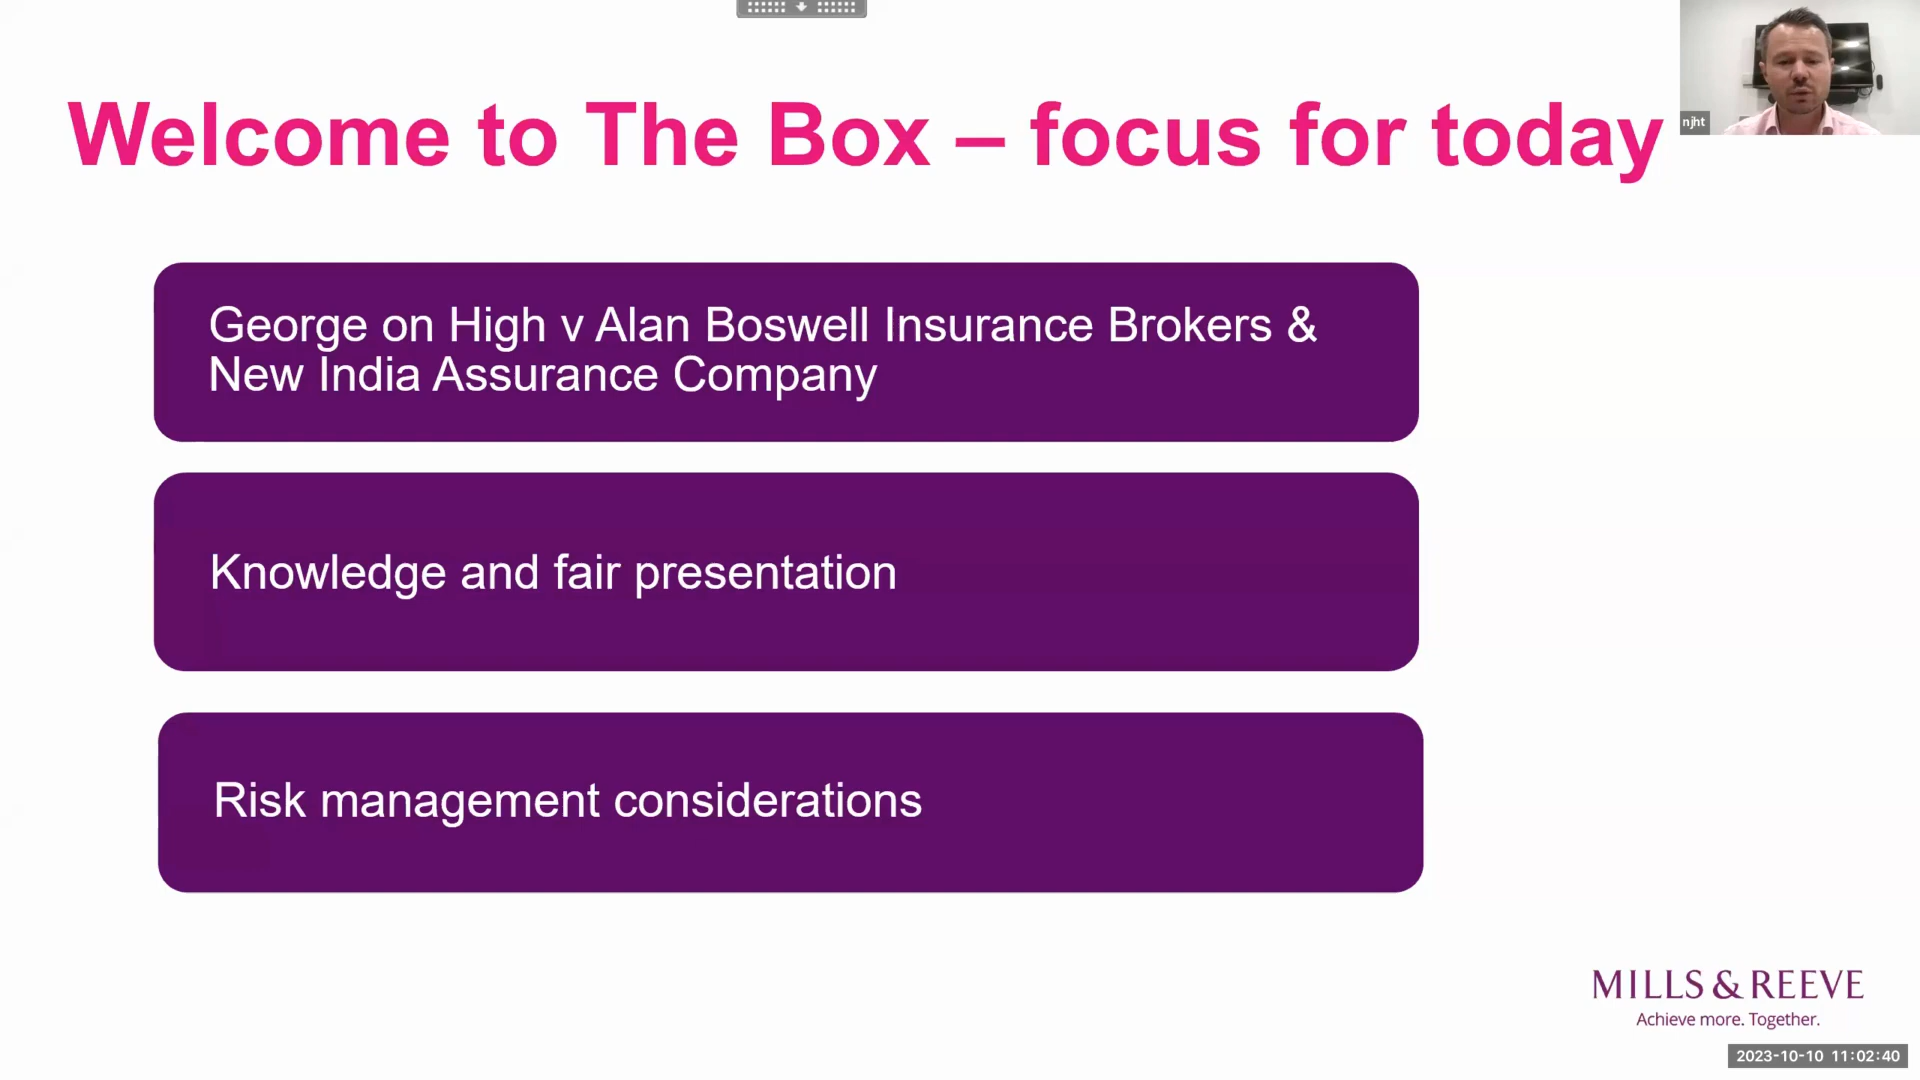 Welcome to The Box – focus for today
njht
George on High v Alan Boswell Insurance Brokers &
New India Assurance Company
Knowledge and fair presentation
Risk management considerations
MILLS & REEVE
Achieve more. Together.
2023-10-10 11:02:40